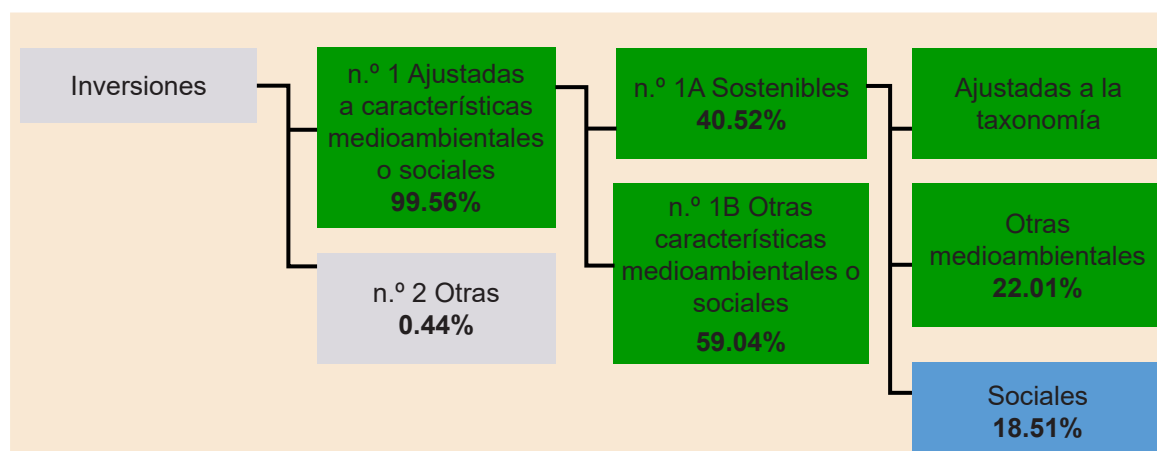 Inversiones
n.º 1 Ajustadas
a características
medioambientales
o sociales
99.56%
n.º 2 Otras
0.44%
n.º 1A Sostenibles
40.52%
n.º 1B Otras
características
medioambientales o
sociales
59.04%
Ajustadas a la
taxonomía
Otras
medioambientales
22.01%
Sociales
18.51%